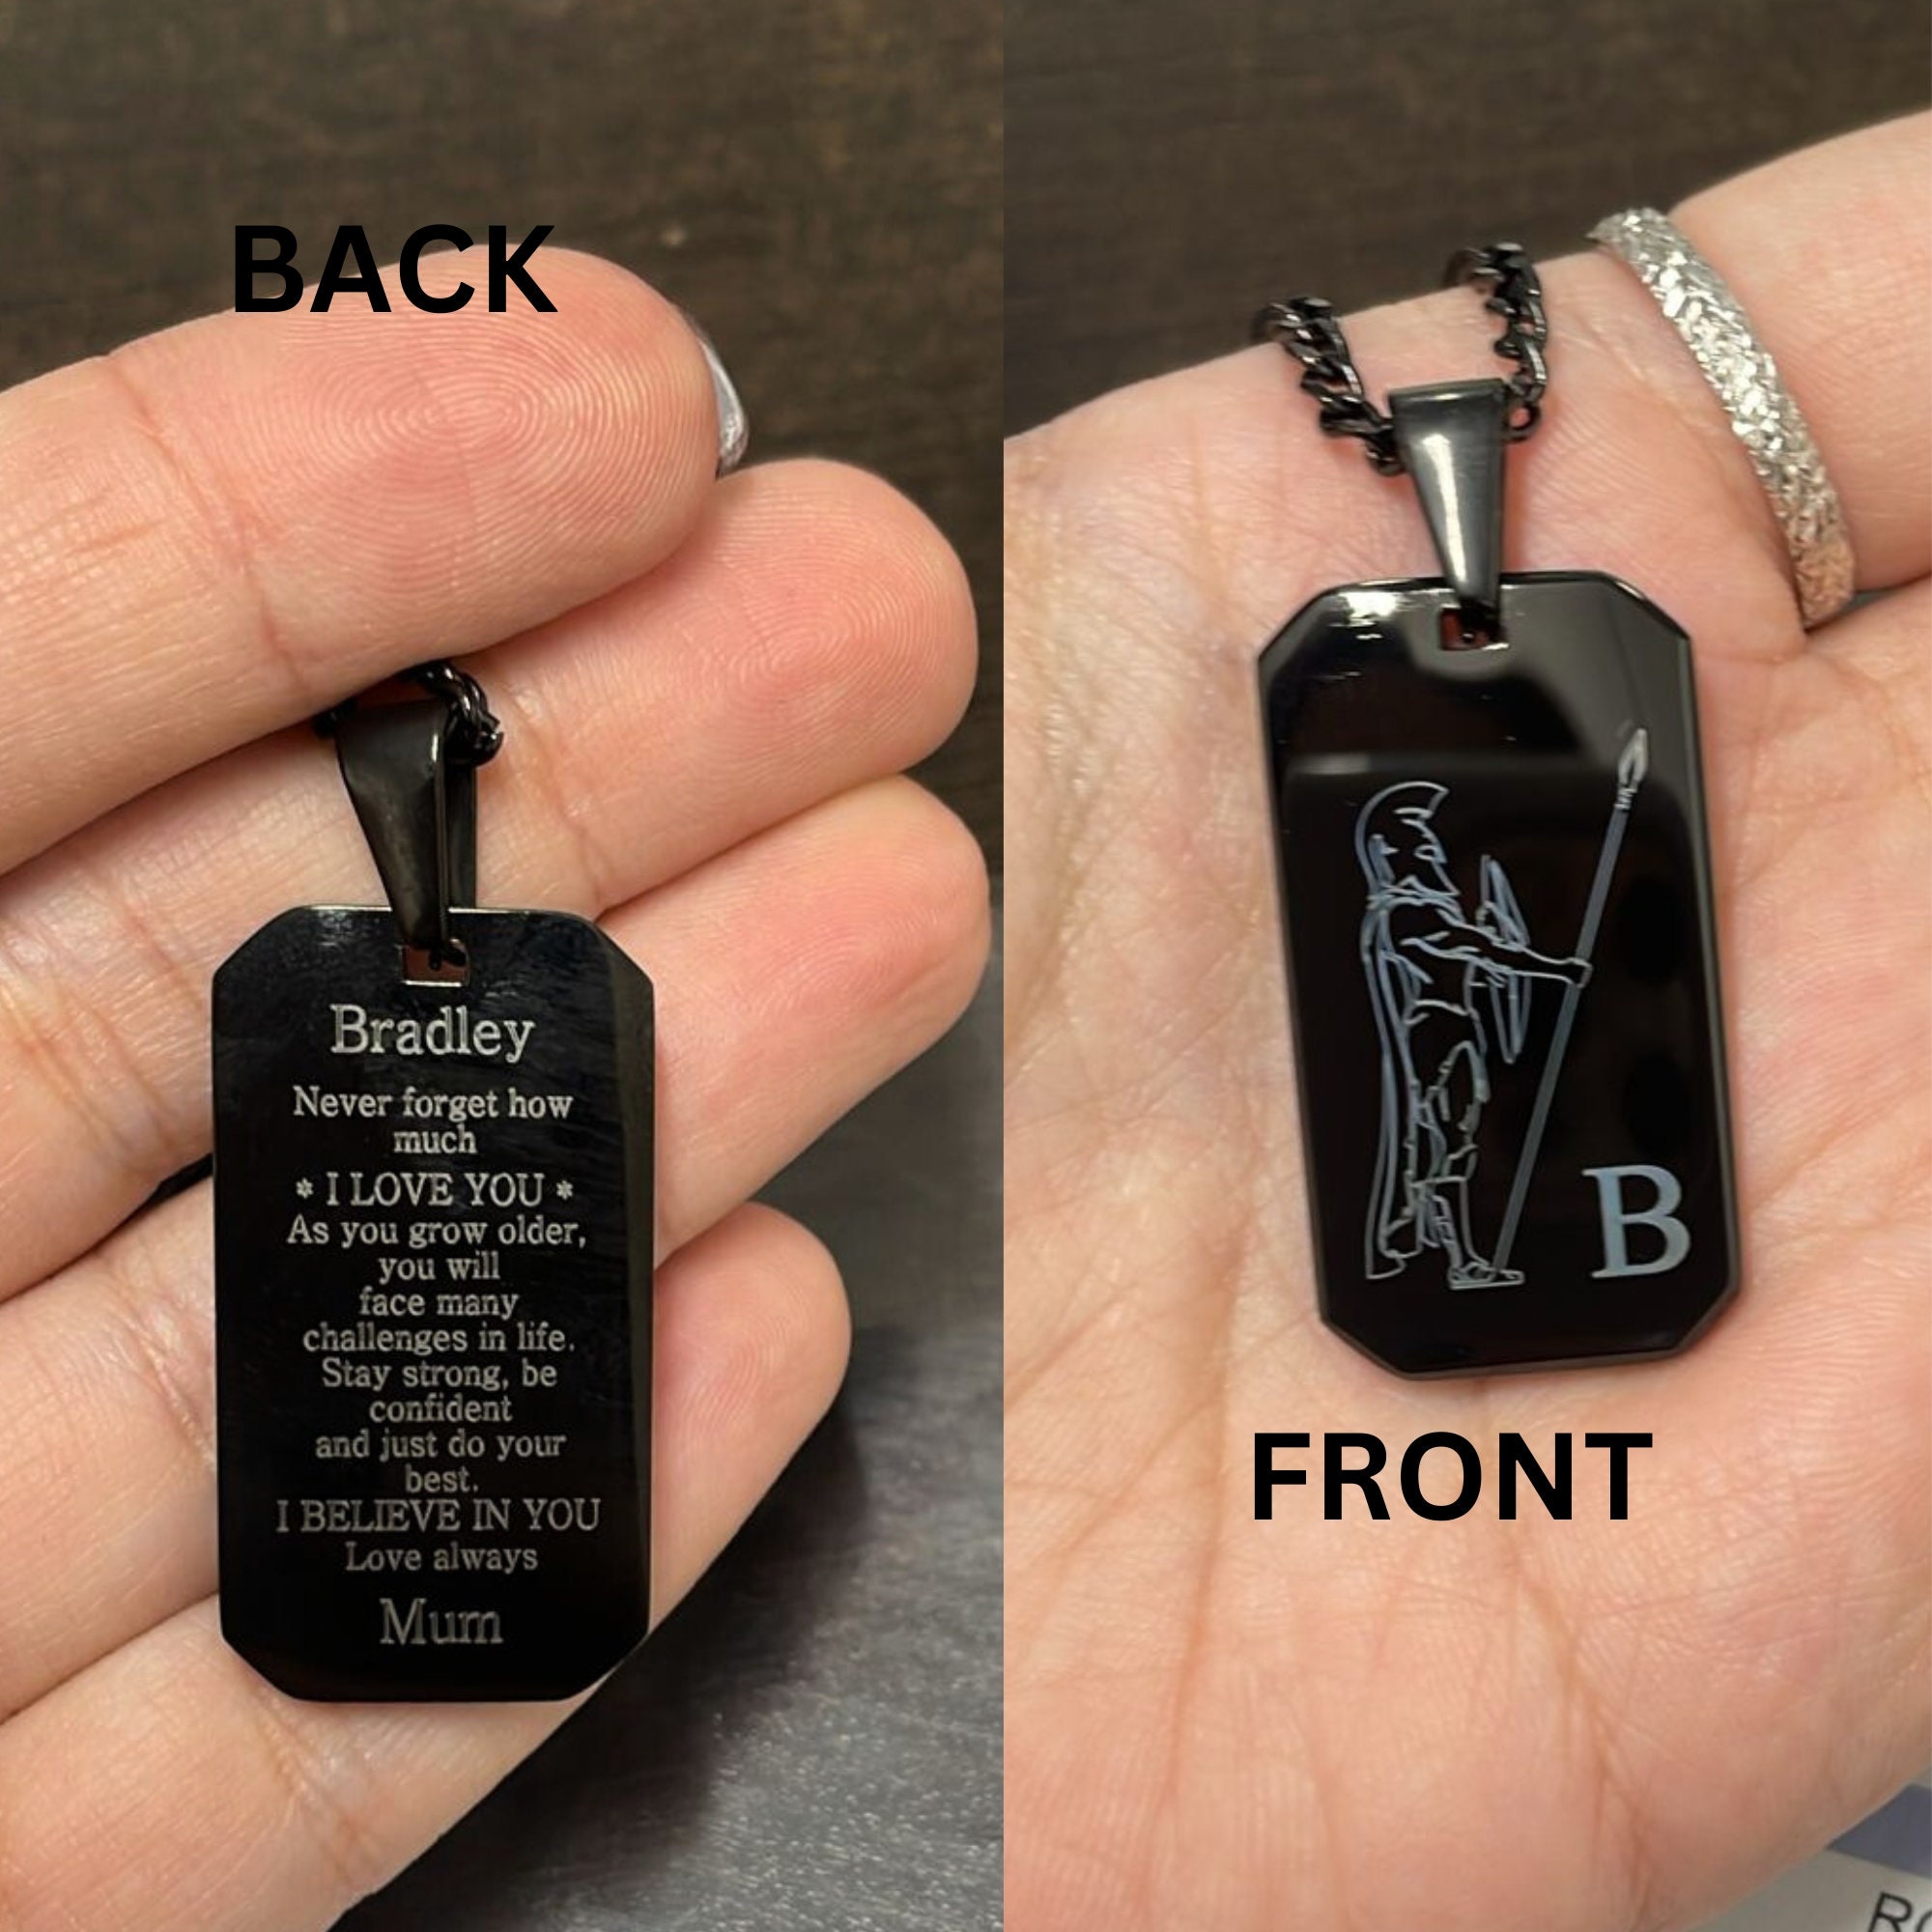 BACK
Bradley
Never forget how
much
* I LOVE YOU *
As you grow older,
you will
face many
challenges in life.
Stay strong, be
confident
and just do your
best.
I BELIEVE IN YOU
Love always
Mum
B
FRONT